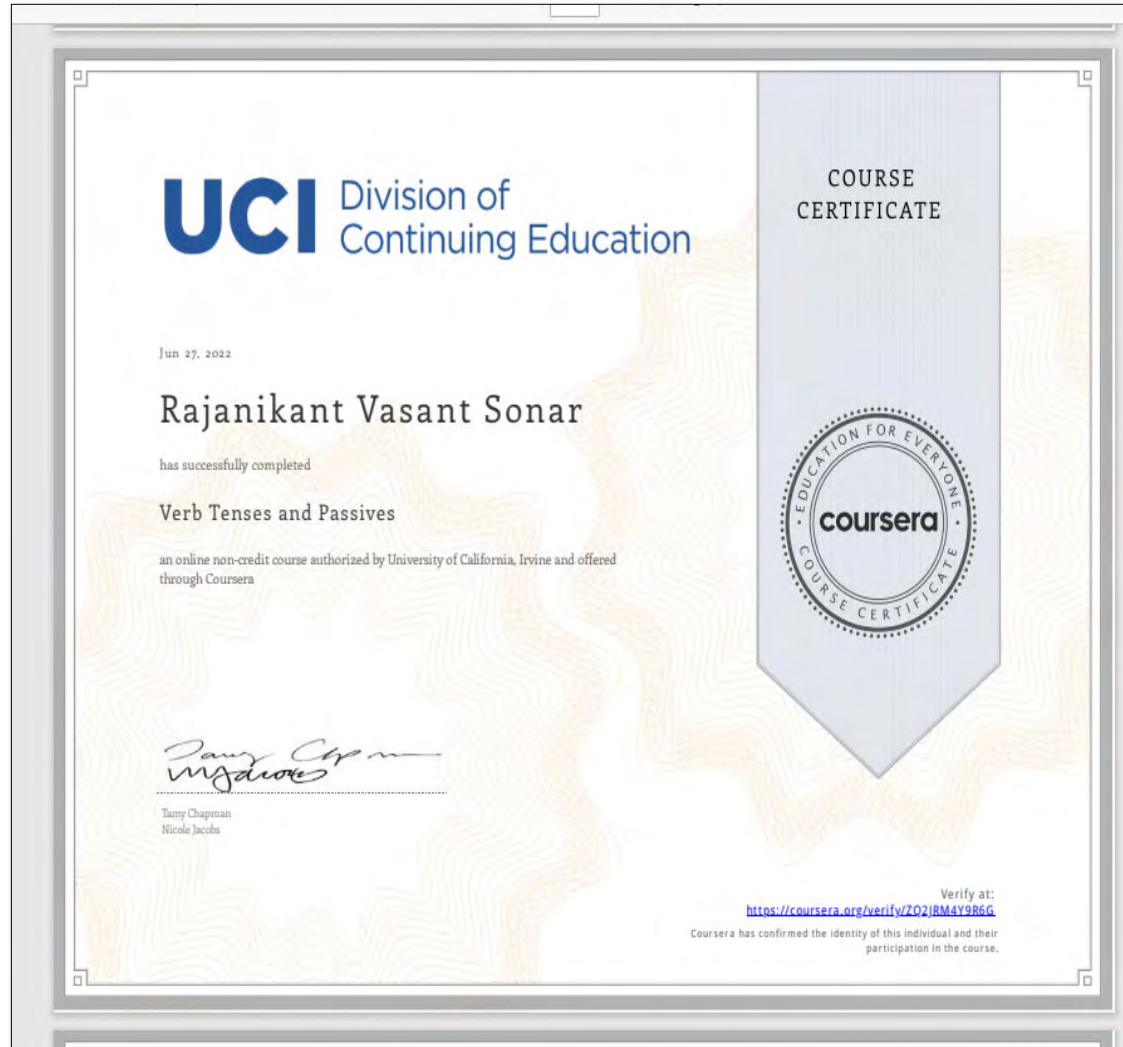 UCI Division of
Continuing Education
COURSE
CERTIFICATE
Jun 27, 2022
Rajanikant Vasant Sonar
has successfully completed
Verb Tenses and Passives
an online non-credit course authorized by University of California, Irvine and offered
through Coursera
EDUCATION FOR EVERYONE
coursera
COURSE CERTIFICATE
Tamy Chapman
Nicole Jacobs
Verify at:
https://coursera.org/verify/ZQ2JRM4Y9R6G
Coursera has confirmed the identity of this individual and their
participation in the course.